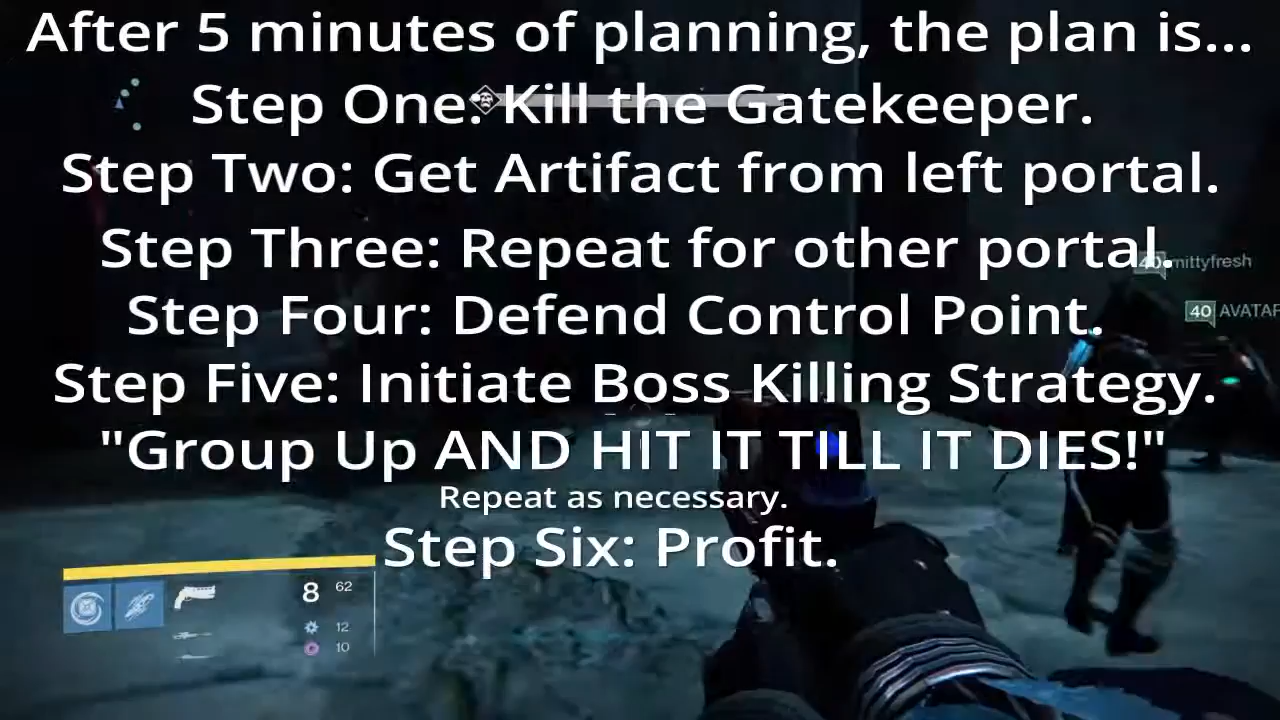 After 5 minutes of planning, the plan is...
Step One: Kill the Gatekeeper.
Step Two: Get Artifact from left portal.
Step Three: Repeat for other portal.
40 mittyfresh
Step Four: Defend Control Point.
40 AVATAR
Step Five: Initiate Boss Killing Strategy.
"Group Up AND HIT IT TILL IT DIES!"
Repeat as necessary.
Step Six: Profit.
8 62
12
10